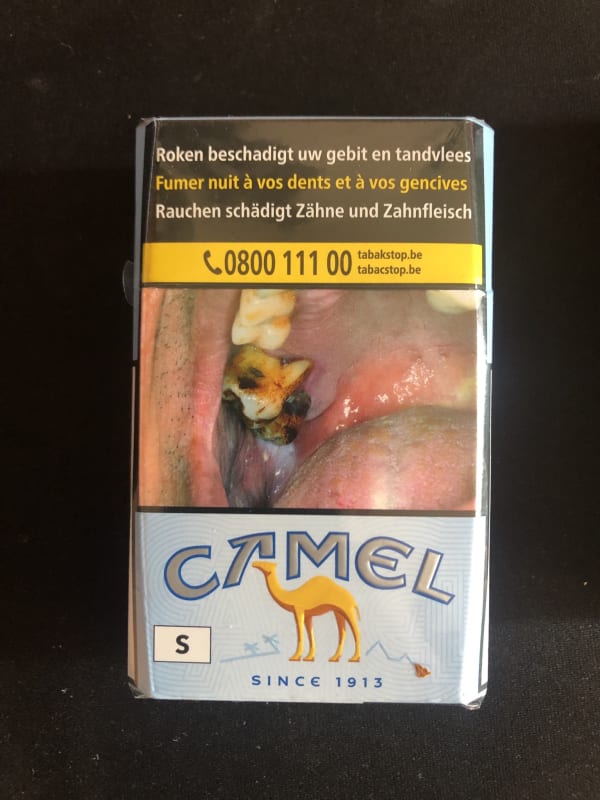 Roken beschadigt uw gebit en tandvlees
Fumer nuit à vos dents et à vos gencives
Rauchen schädigt Zähne und Zahnfleisch
0800 111 00
tabakstop.be
tabacstop.be
CAMEL
S
SINCE 1913